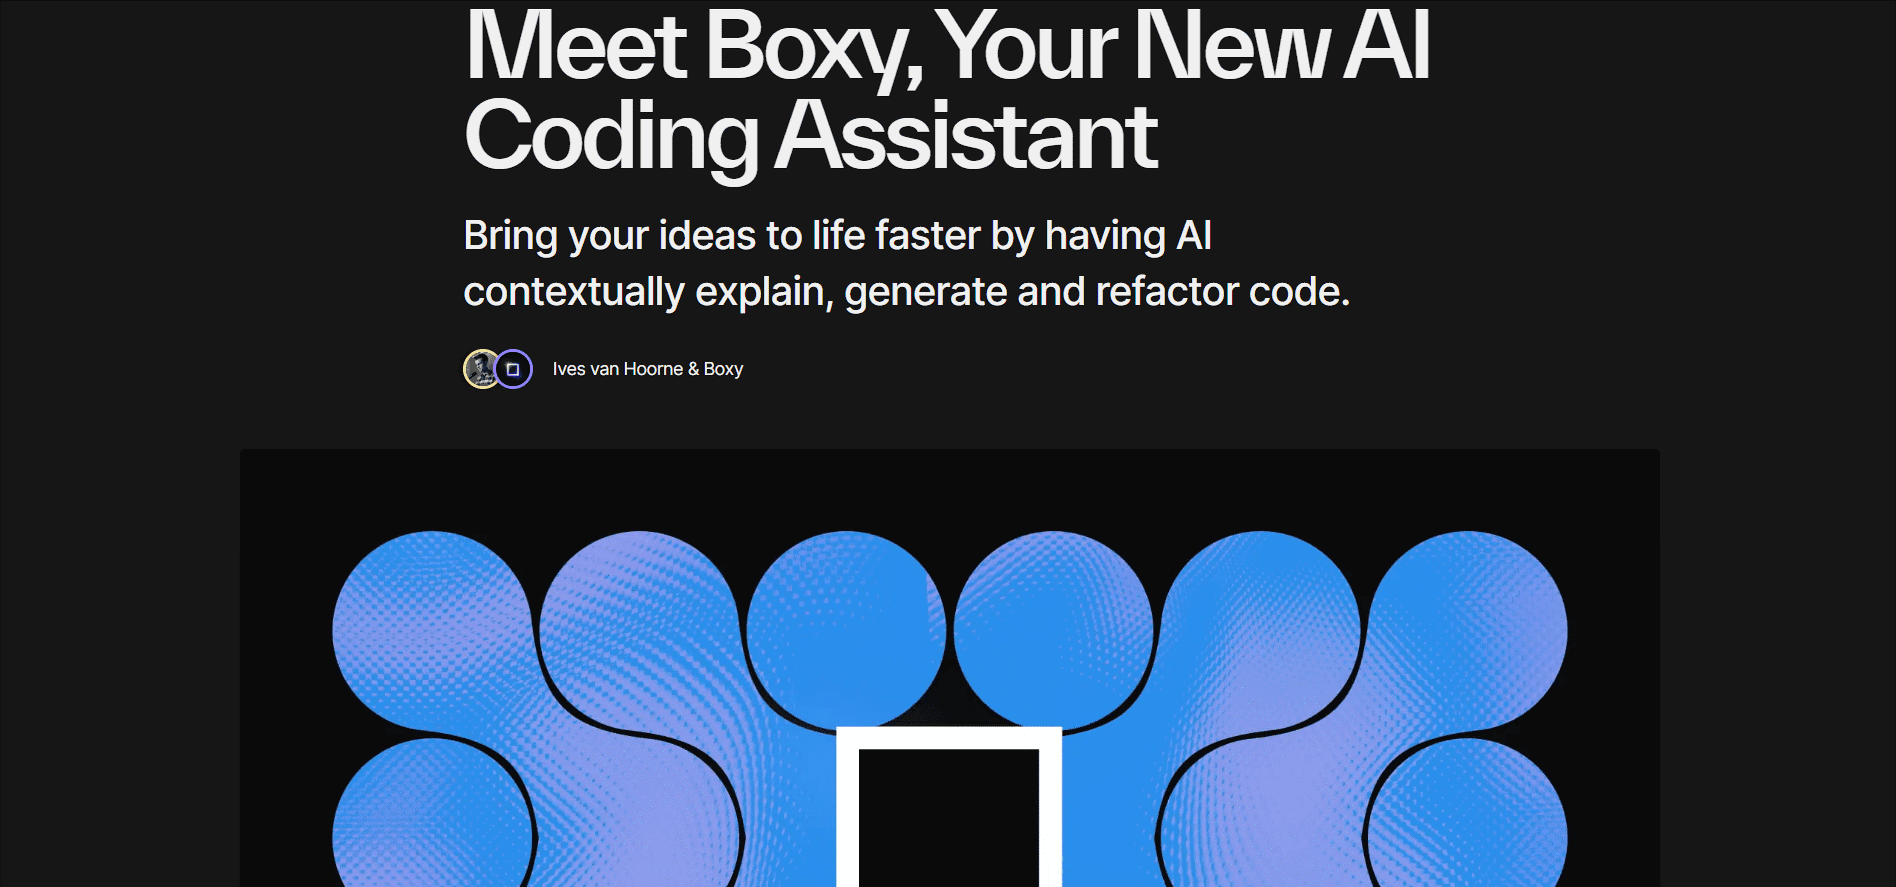 Meet Boxy, Your New AI
Coding Assistant
Bring your ideas to life faster by having AI
contextually explain, generate and refactor code.
Ives van Hoorne & Boxy